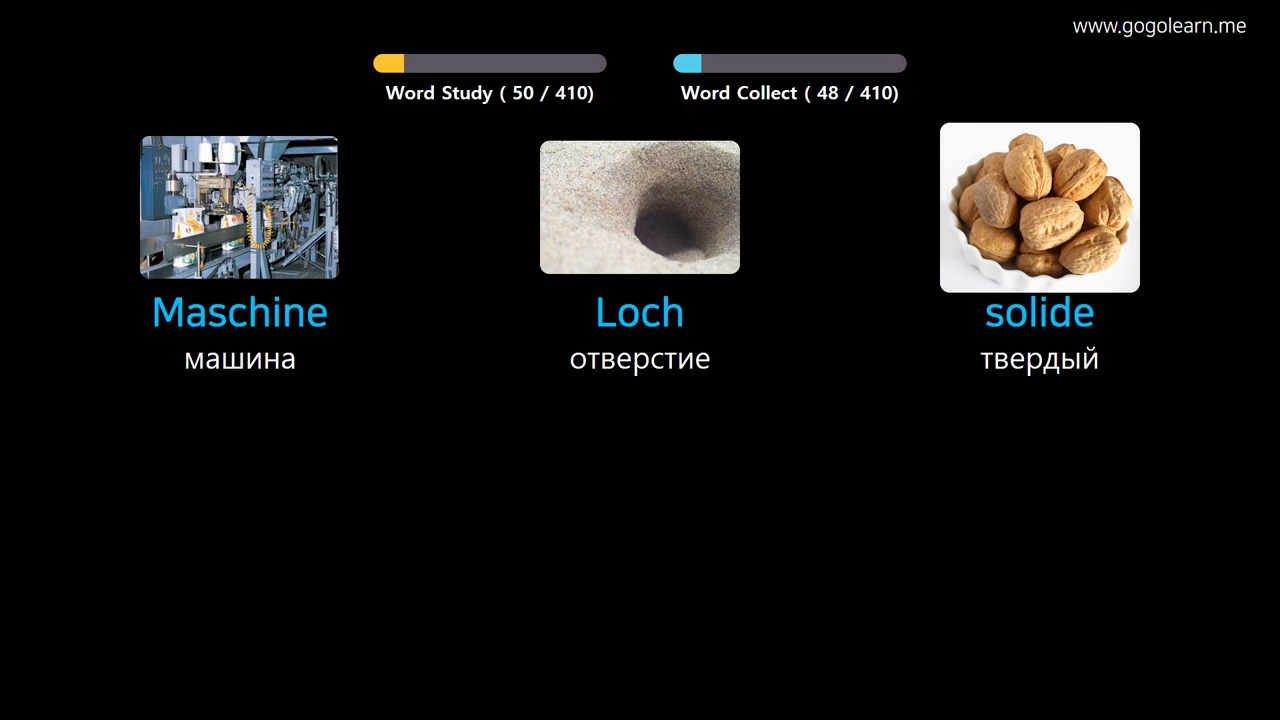 www.gogolearn.me
Word Study ( 50 / 410)
Word Collect ( 48 / 410)
Maschine
Loch
solide
машина
отверстие
твердый